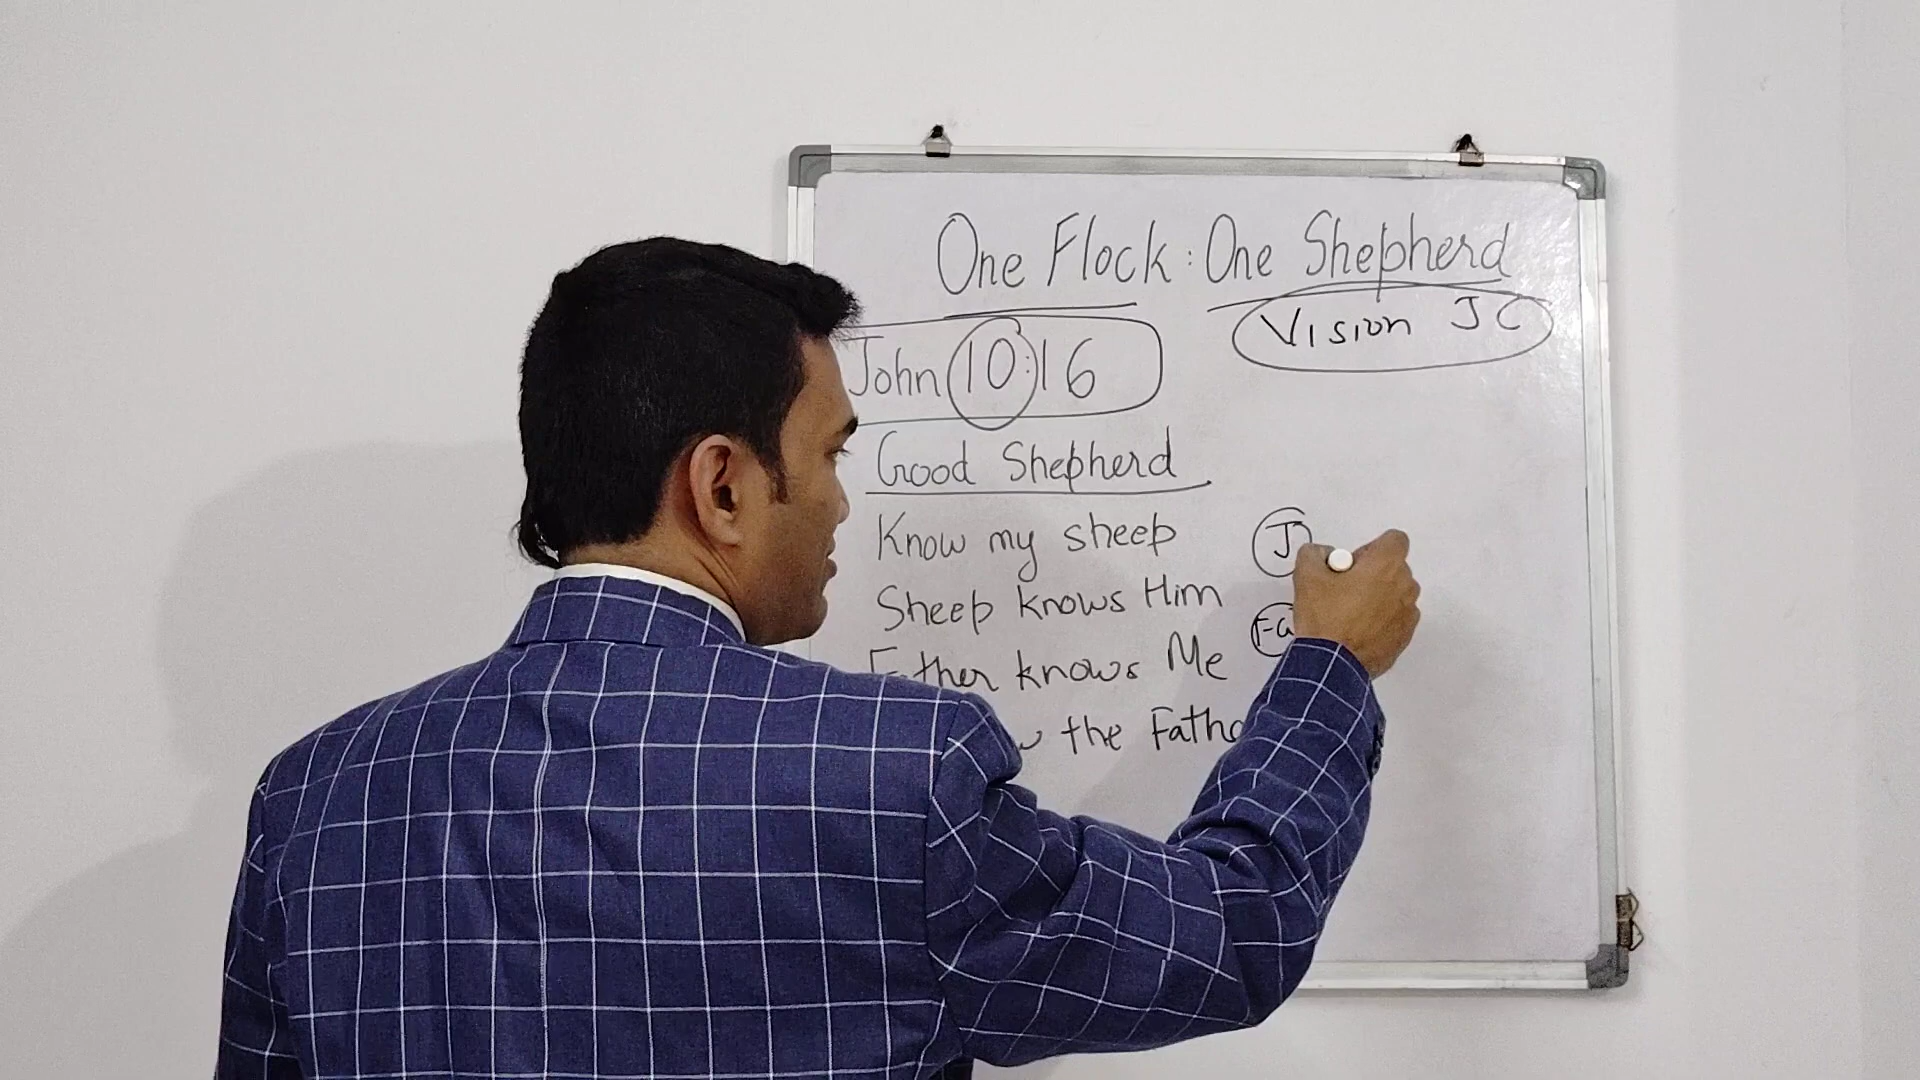 One Flock : One Shepherd
Vision JC
John 10:16
Good Shepherd
Know my sheep
J
Sheep knows Him
Father knows Me
the